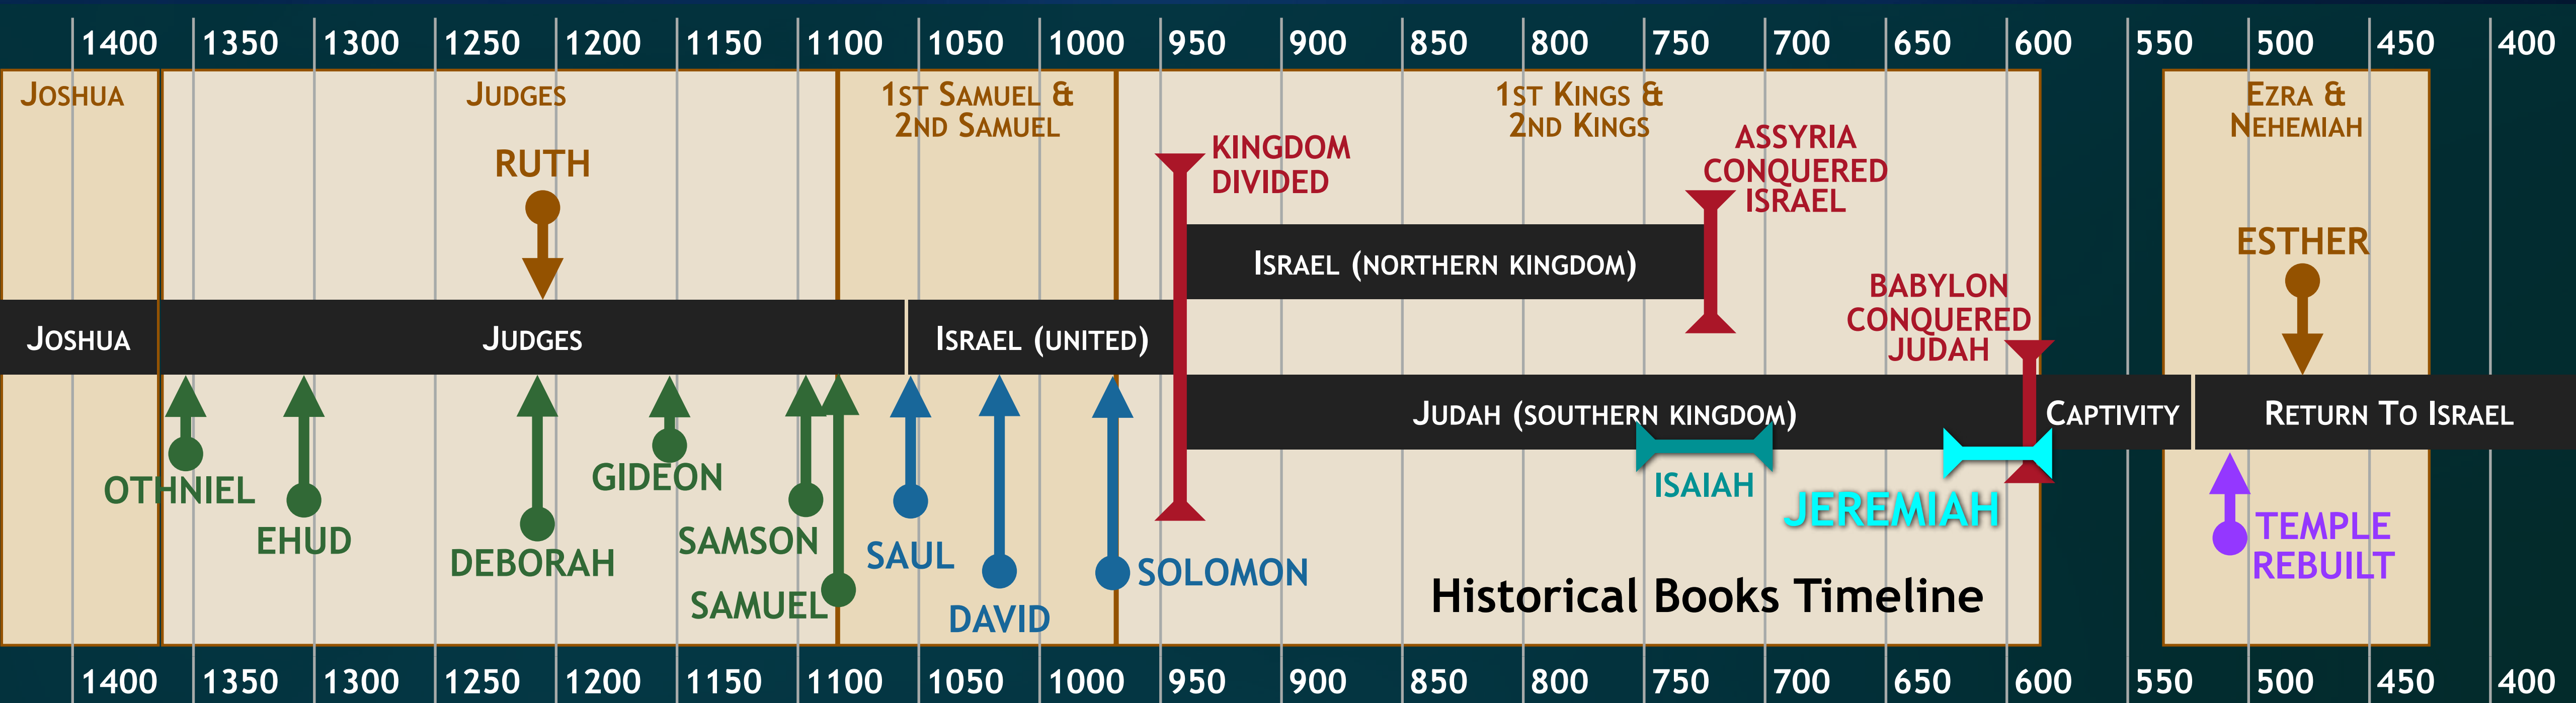 1400 1350 1300 1250 1200 1150 1100 1050 1000 950 900 850 800 750 700 650 600 550 500 450 400
Joshua
Judges
1st Samuel &
2nd Samuel
1st Kings &
2nd Kings
Ezra &
Nehemiah
RUTH
KINGDOM
DIVIDED
ASSYRIA
CONQUERED
ISRAEL
ESTHER
Israel (northern kingdom)
BABYLON
CONQUERED
JUDAH
Joshua
Judges
Israel (united)
Judah (southern kingdom)
Captivity
Return To Israel
OTHNIEL
EHUD
DEBORAH
GIDEON
SAMSON
SAMUEL
SAUL
DAVID
SOLOMON
ISAIAH
JEREMIAH
TEMPLE
REBUILT
Historical Books Timeline
1400 1350 1300 1250 1200 1150 1100 1050 1000 950 900 850 800 750 700 650 600 550 500 450 400